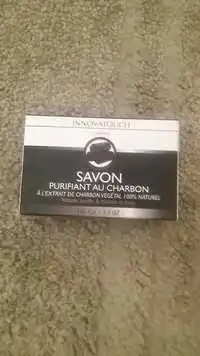 INNOVATOUCH
SAVON
PURIFIANT AU CHARBON
À L'EXTRAIT DE CHARBON VÉGÉTAL 100% NATUREL